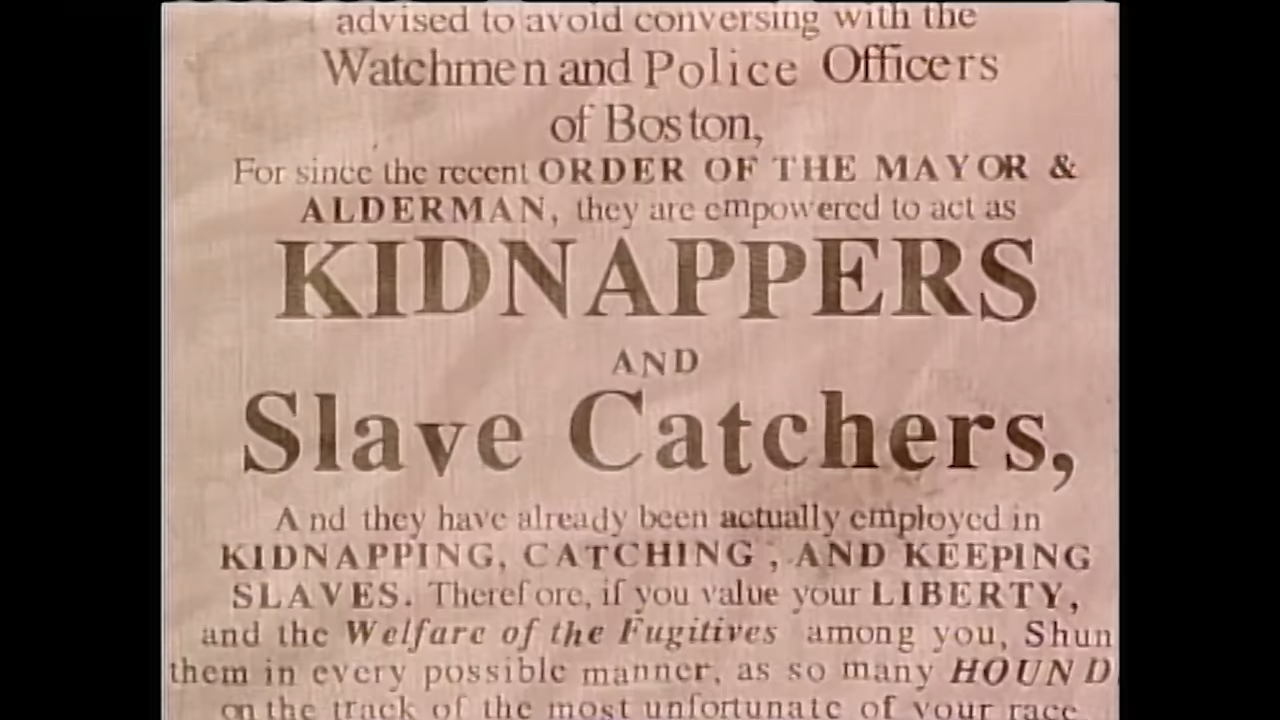 advised to avoid conversing with the
Watchmen and Police Officers
of Boston,
For since the recent ORDER OF THE MAYOR &
ALDERMAN, they are empowered to act as
KIDNAPPERS
AND
Slave Catchers,
And they have already been actually employed in
KIDNAPPING, CATCHING, AND KEEPING
SLAVES. Therefore, if you value your LIBERTY,
and the Welfare of the Fugitives among you, Shun
them in every possible manner, as so many HOUND
on the track of the most unfortunate of your race